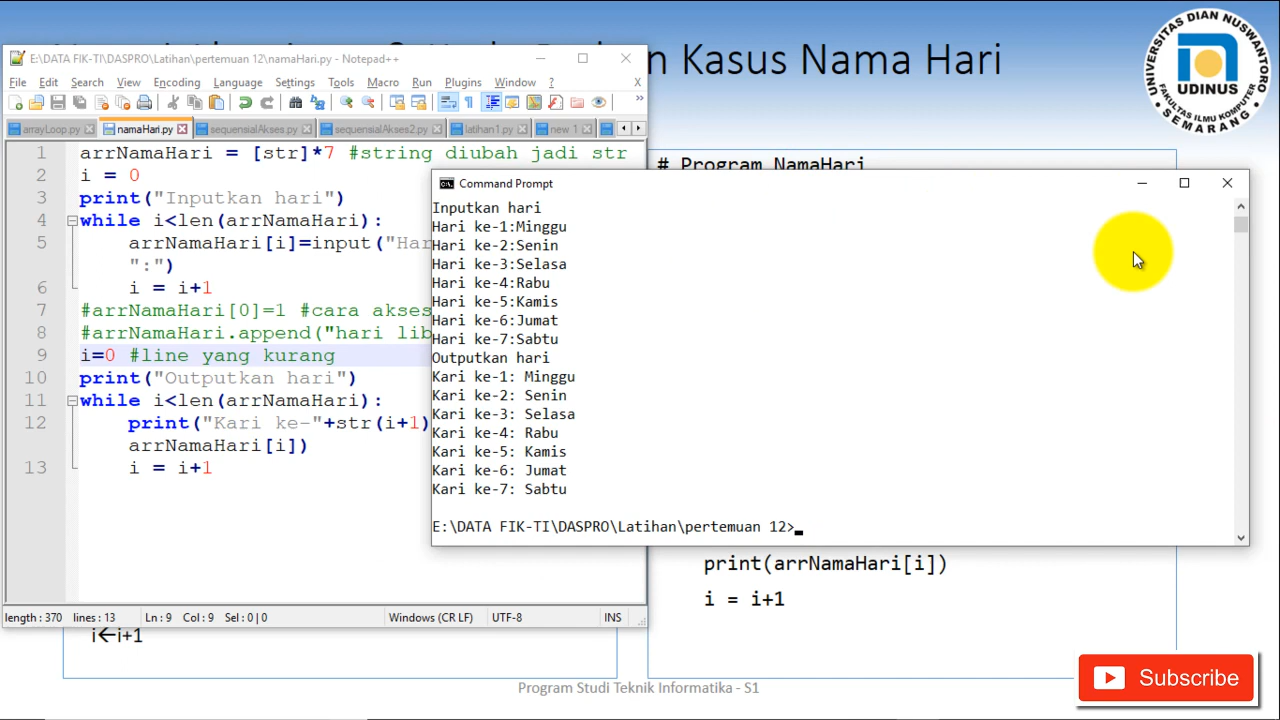 n Kasus Nama Hari
UNIVERSITAS DIAN NUSWANTORO
UDINUS
FAKULTAS ILMU KOMPUTER
SEMARANG
E:\DATA FIK-TI\DASPRO\Latihan\pertemuan 12\namaHari.py - Notepad++
File Edit Search View Encoding Language Settings Tools Macro Run Plugins Window ? X
arrayLoop.py namaHari.py sequensialAkses.py sequensialAkses2.py latihan1.py new 1
1 arrNamaHari = [str]*7 #string diubah jadi str
2 i = 0
3 print("Inputkan hari")
4 while i<len(arrNamaHari):
5 arrNamaHari[i]=input("Har
":")
6 i = i+1
7 #arrNamaHari[0]=1 #cara akses
8 #arrNamaHari.append("hari lib
9 i=0 #line yang kurang
10 print("Outputkan hari")
11 while i<len(arrNamaHari):
12 print("Kari ke-"+str(i+1)
arrNamaHari[i])
13 i = i+1
length : 370 lines : 13 Ln : 9 Col : 9 Sel : 0 | 0 Windows (CR LF) UTF-8 INS
# Program NamaHari
Command Prompt
Inputkan hari
Hari ke-1:Minggu
Hari ke-2:Senin
Hari ke-3:Selasa
Hari ke-4:Rabu
Hari ke-5:Kamis
Hari ke-6:Jumat
Hari ke-7:Sabtu
Outputkan hari
Kari ke-1: Minggu
Kari ke-2: Senin
Kari ke-3: Selasa
Kari ke-4: Rabu
Kari ke-5: Kamis
Kari ke-6: Jumat
Kari ke-7: Sabtu
E:\DATA FIK-TI\DASPRO\Latihan\pertemuan 12>
print(arrNamaHari[i])
i = i+1
i←i+1
Program Studi Teknik Informatika - S1
Subscribe